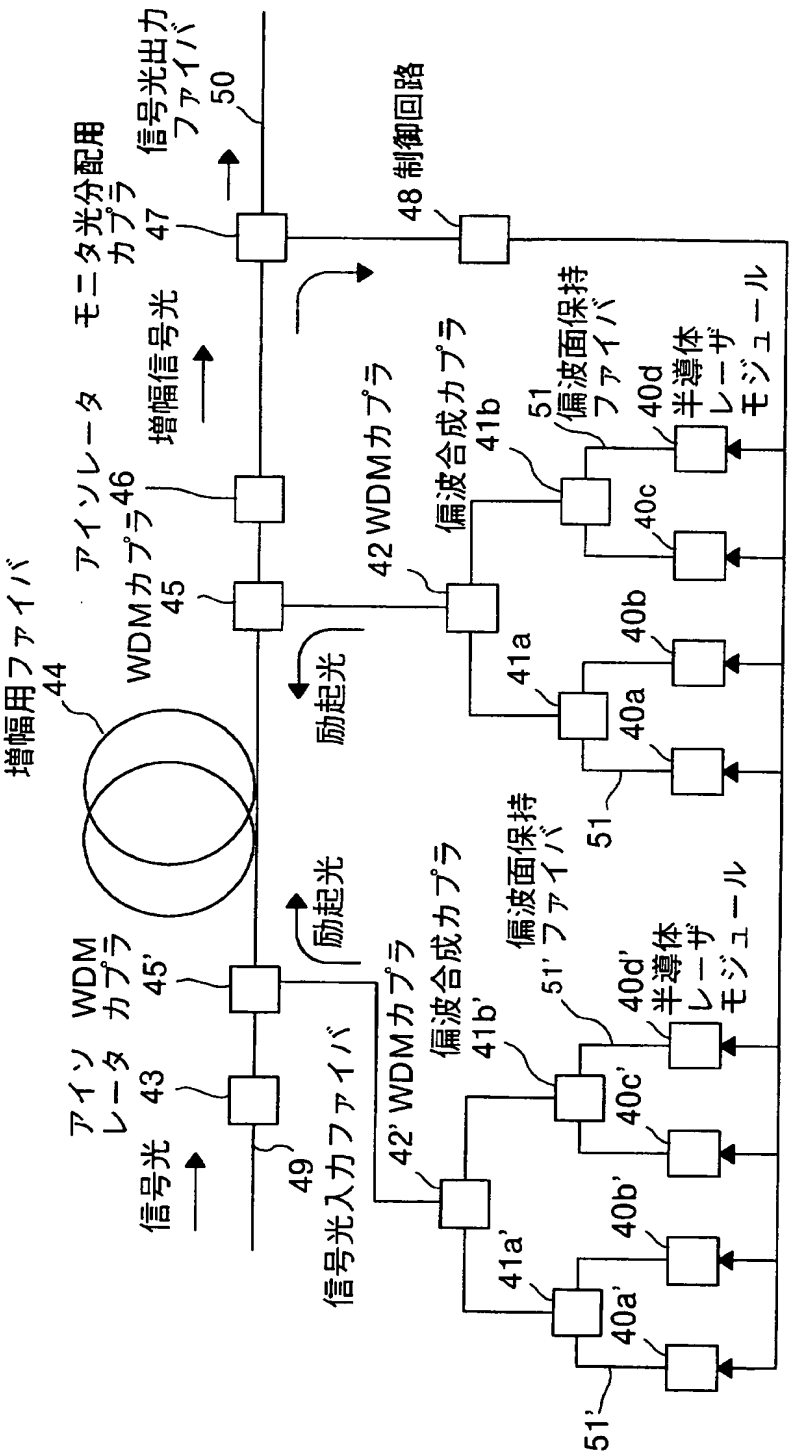 増幅用ファイバ
44
アイソ
レータ
43
WDM
カプラ
45'
WDMカプラ
45
アイソレータ
46
モニタ光分配用
カプラ
47
信号光出力
ファイバ
50
信号光
増幅信号光
49
信号光入力ファイバ
励起光
励起光
48 制御回路
42' WDMカプラ
42 WDMカプラ
偏波合成カプラ
41b'
41a'
偏波合成カプラ
41b
41a
偏波面保持
51' ファイバ
51
偏波面保持
ファイバ
51'
40a'
40b'
40c'
40d'
半導体
レーザ
モジュール
51
40a
40b
40c
40d
半導体
レーザ
モジュール